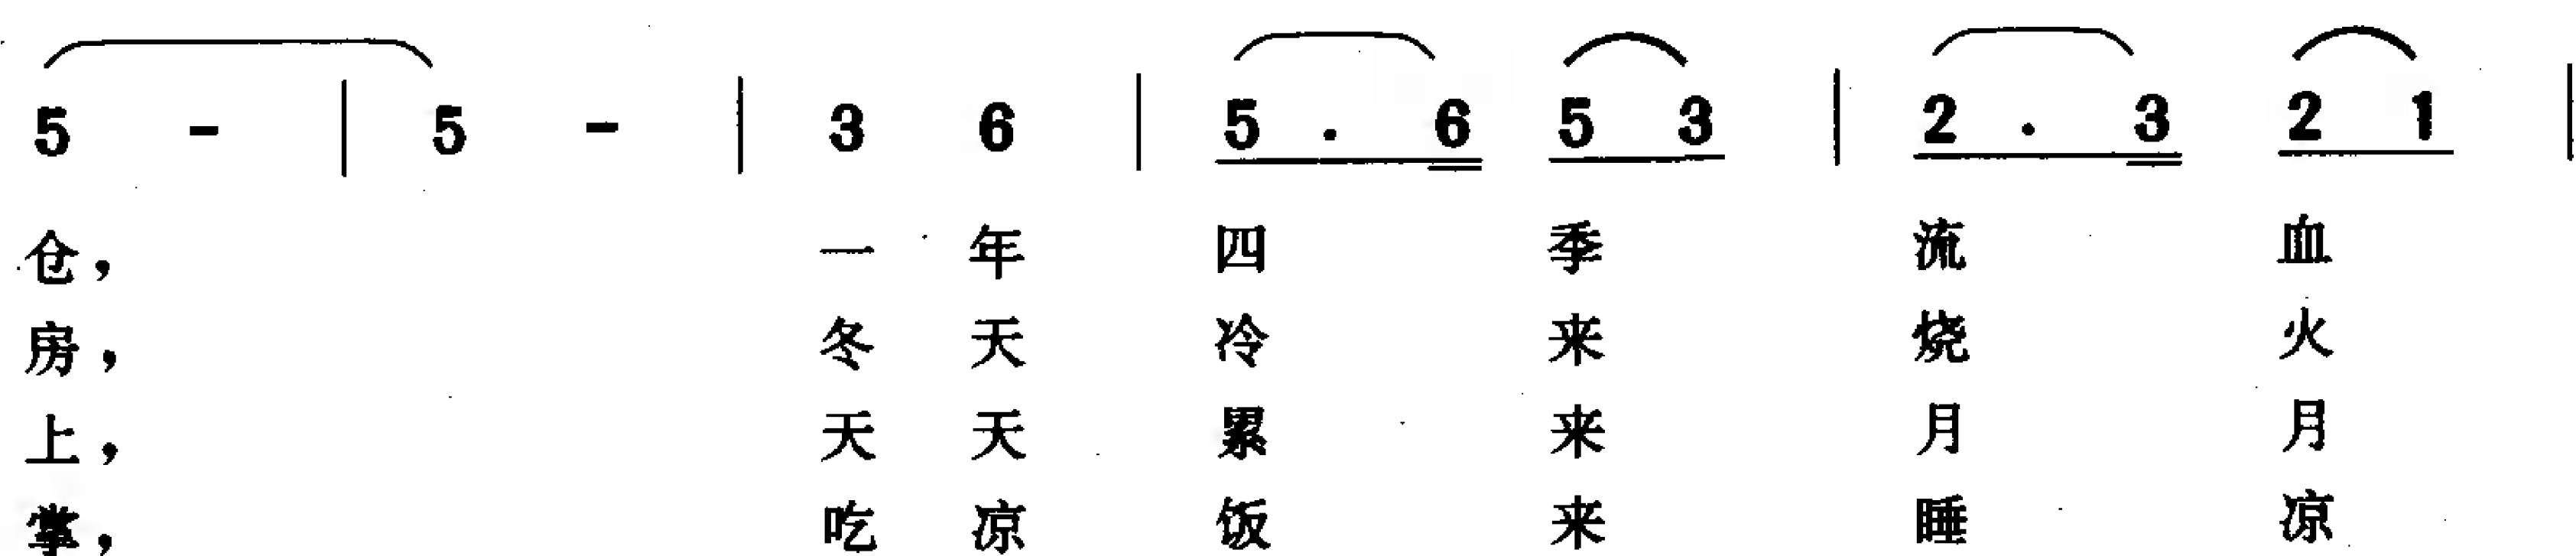 5 - | 5 - | 3 6 | 5 . 6 5 3 | 2 . 3 2 1 |
仓， 一 年 四 季 流 血
房， 冬 天 冷 来 烧 火
上， 天 天 累 来 月 月
掌， 吃 凉 饭 来 睡 凉